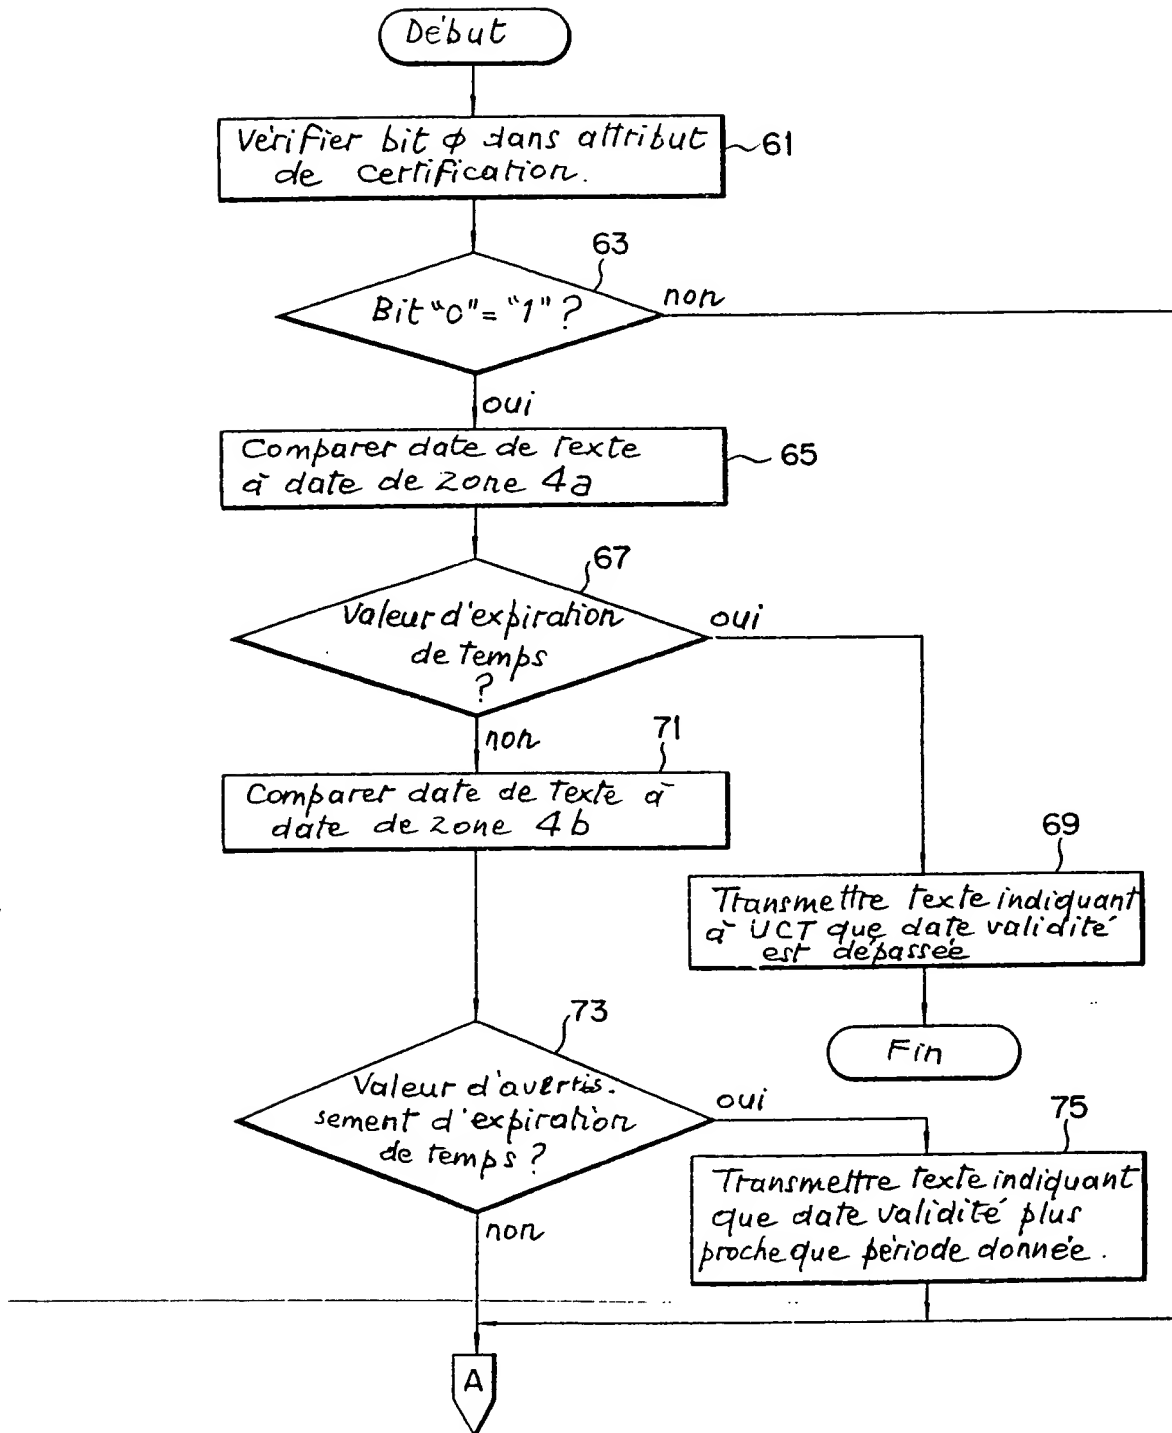 Début
Vérifier bit ϕ dans attribut
de certification.
61
63
Bit "0" = "1" ?
non
oui
Comparer date de texte
à date de zone 4a
65
67
Valeur d'expiration
de temps
?
oui
non
71
Comparer date de texte à
date de zone 4b
69
Transmettre texte indiquant
à UCT que date validité
est dépassée
Fin
73
Valeur d'avertis.
sement d'expiration
de temps ?
oui
non
75
Transmettre texte indiquant
que date validité plus
proche que période donnée.
A